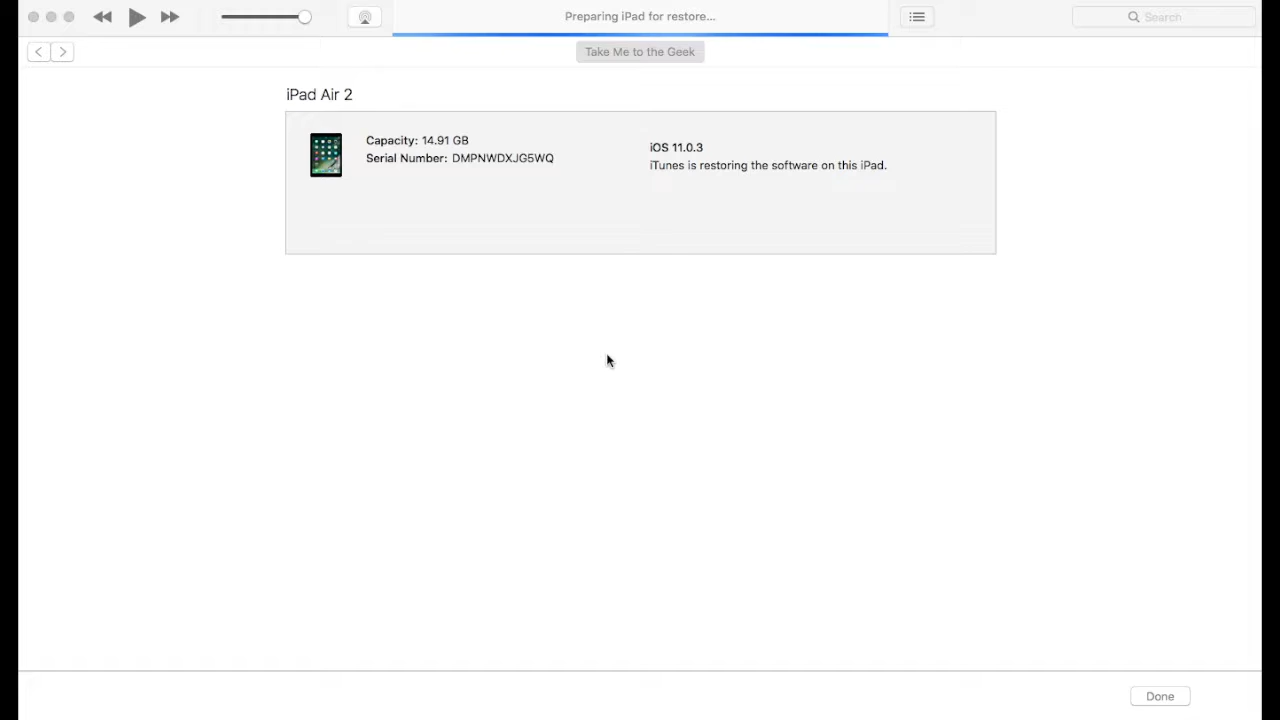 Preparing iPad for restore...
Search
Take Me to the Geek
iPad Air 2
Capacity: 14.91 GB
Serial Number: DMPNWDXJG5WQ
iOS 11.0.3
iTunes is restoring the software on this iPad.
Done